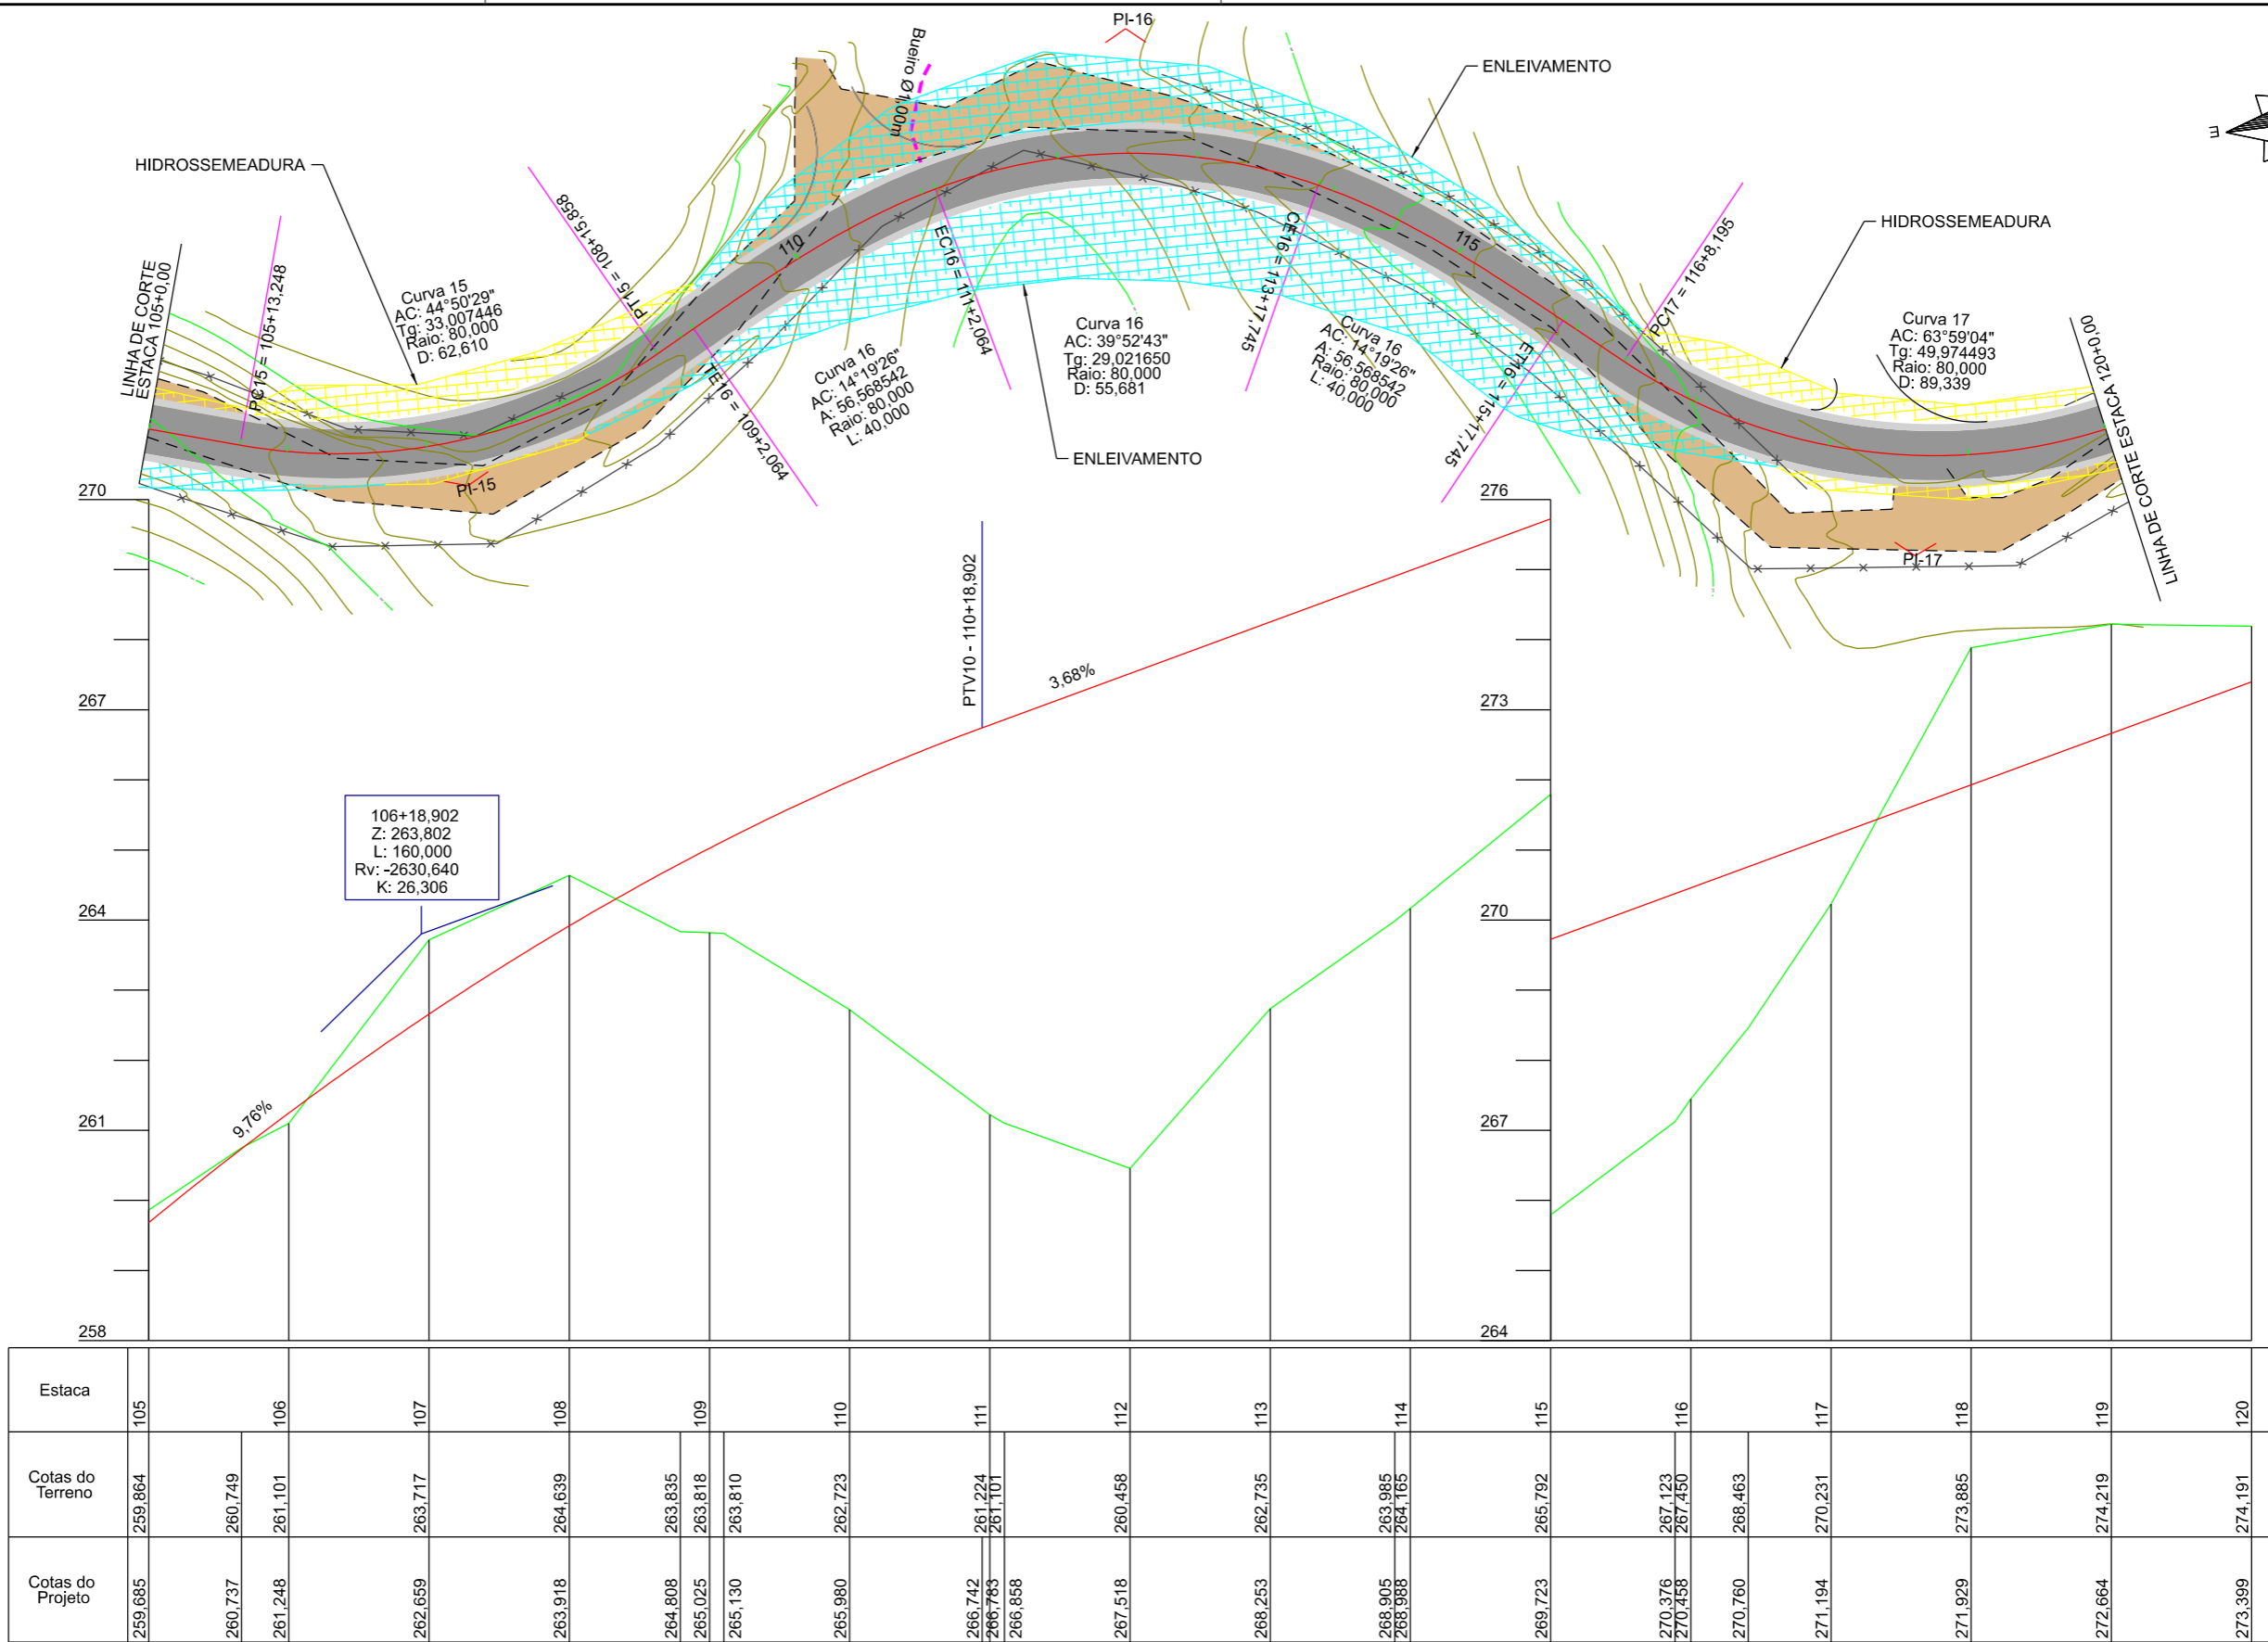 PI-16
Bueiro Ø1,00m
ENLEIVAMENTO
E
HIDROSSEMEADURA
HIDROSSEMEADURA
LINHA DE CORTE
ESTACA 105+0,00
PC15 = 105+13,248
Curva 15
AC: 44°50'29"
Tg: 33,007446
Raio: 80,000
D: 62,610
PT15 = 108+15,858
110
TE16 = 109+2,064
Curva 16
AC: 14°19'26"
A: 56,568542
Raio: 80,000
L: 40,000
EC16 = 111+2,064
Curva 16
AC: 39°52'43"
Tg: 29,021650
Raio: 80,000
D: 55,681
ENLEIVAMENTO
CE16 = 113+17,745
Curva 16
AC: 14°19'26"
A: 56,568542
Raio: 80,000
L: 40,000
115
ET16 = 115+17,745
PC17 = 116+8,195
Curva 17
AC: 63°59'04"
Tg: 49,974493
Raio: 80,000
D: 89,339
LINHA DE CORTE ESTACA 120+0,00
PI-15
PI-17
270
267
264
261
258
276
273
270
267
264
PTV10 - 110+18,902
3,68%
106+18,902
Z: 263,802
L: 160,000
Rv: -2630,640
K: 26,306
9,76%
Estaca 105 106 107 108 109 110 111 112 113 114 115 116 117 118 119 120
Cotas do
Terreno
259,864 260,749 261,101 263,717 264,639 263,835 263,818 263,810 262,723 261,224 261,101 260,458 262,735 263,985 264,165 265,792 267,123 267,450 268,463 270,231 273,885 274,219 274,191
Cotas do
Projeto
259,685 260,737 261,248 262,659 263,918 264,808 265,025 265,130 265,980 266,742 266,783 266,858 267,518 268,253 268,905 268,988 269,723 270,376 270,458 270,760 271,194 271,929 272,664 273,399